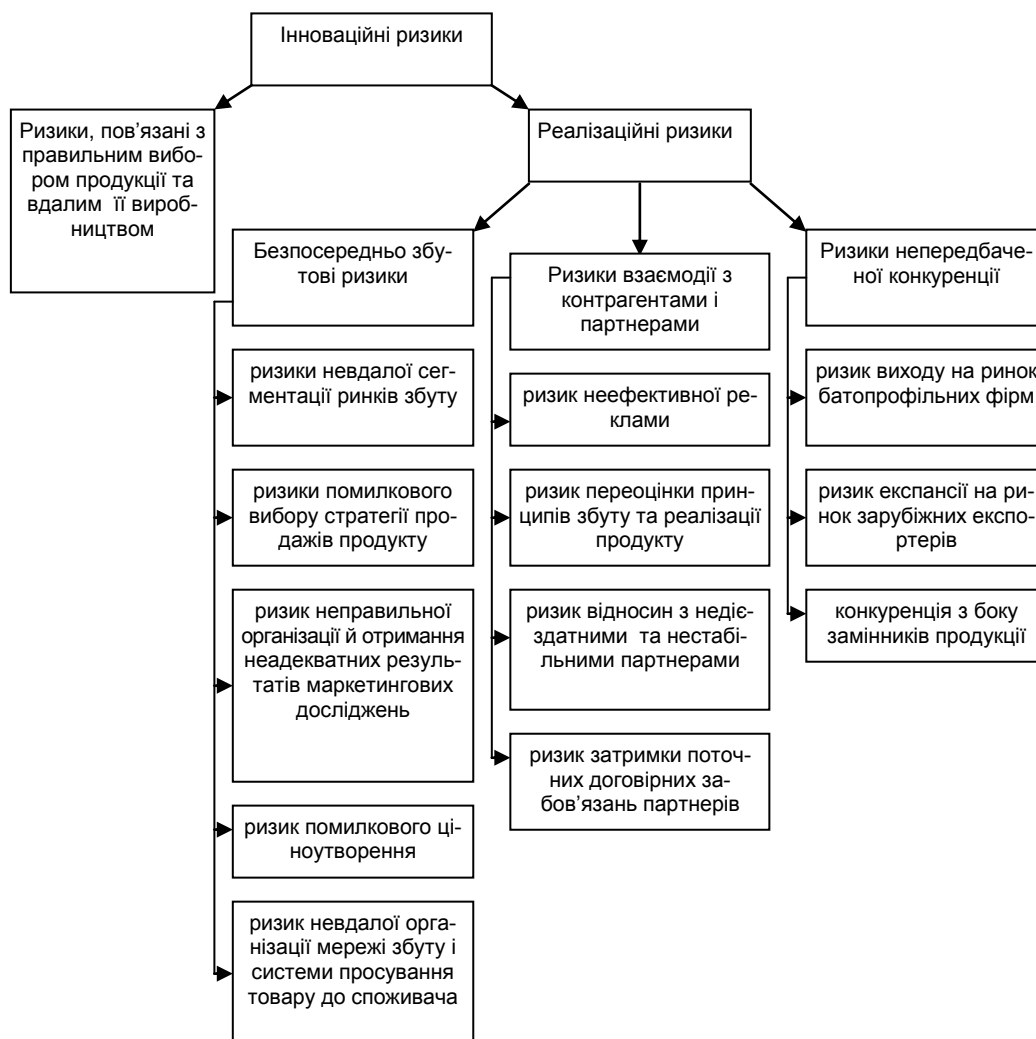 Інноваційні ризики
Ризики, пов’язані з
правильним вибо-
ром продукції та
вдалим її вироб-
ництвом
Реалізаційні ризики
Безпосередньо збу-
тові ризики
ризики невдалої сег-
ментації ринків збуту
ризики помилкового
вибору стратегії про-
дажів продукту
ризик неправильної
організації й отримання
неадекватних резуль-
татів маркетингових
досліджень
ризик помилкового ці-
ноутворення
ризик невдалої орга-
нізації мережі збуту і
системи просування
товару до споживача
Ризики взаємодії з
контрагентами і
партнерами
ризик неефективної ре-
клами
ризик переоцінки прин-
ципів збуту та реалізації
продукту
ризик відносин з недіє-
здатними та нестабі-
льними партнерами
ризик затримки поточ-
них договірних за-
бов’язань партнерів
Ризики непередбаче-
ної конкуренції
ризик виходу на ринок
батопрофільних фірм
ризик експансії на ри-
нок зарубіжних експо-
ртерів
конкуренція з боку
замінників продукції